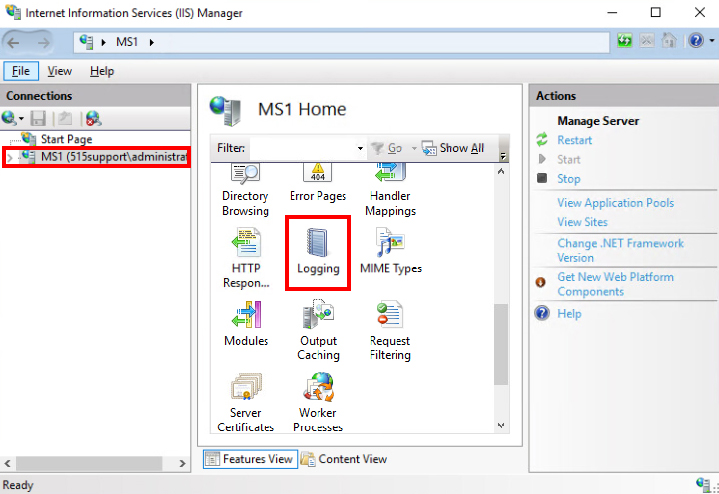 Internet Information Services (IIS) Manager
MS1
File View Help
Connections
Start Page
MS1 (515support\administrat
MS1 Home
Filter: Go Show All
404
Directory Browsing
Error Pages
Handler Mappings
HTTP Respon...
Logging
MIME Types
Modules
Output Caching
Request Filtering
Server Certificates
Worker Processes
Features View Content View
Actions
Manage Server
Restart
Start
Stop
View Application Pools
View Sites
Change .NET Framework
Version
Get New Web Platform
Components
Help
Ready